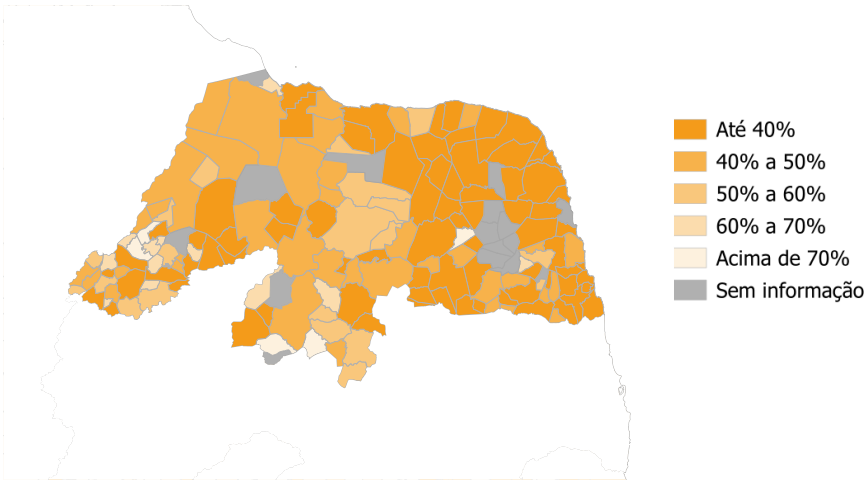 Até 40%
40% a 50%
50% a 60%
60% a 70%
Acima de 70%
Sem informação